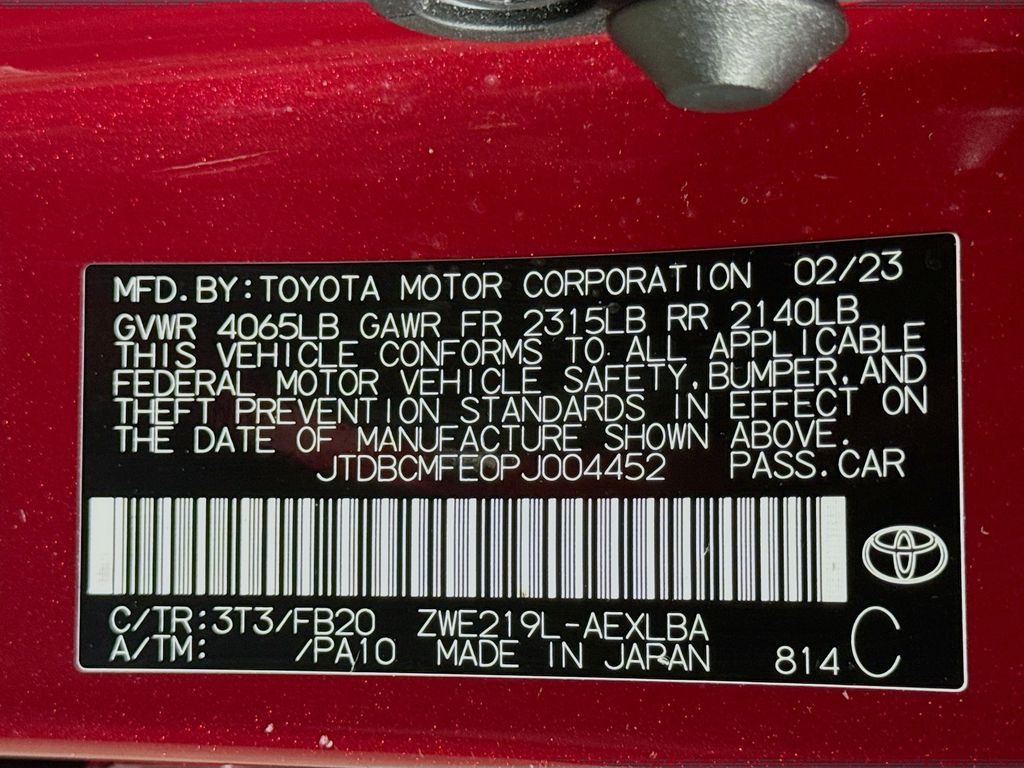 MFD.BY:TOYOTA MOTOR CORPORATION 02/23
GVWR 4065LB GAWR FR 2315LB RR 2140LB
THIS VEHICLE CONFORMS TO ALL APPLICABLE
FEDERAL MOTOR VEHICLE SAFETY,BUMPER,AND
THEFT PREVENTION STANDARDS IN EFFECT ON
THE DATE OF MANUFACTURE SHOWN ABOVE.
JTDBCMFE0PJ004452 PASS.CAR
C/TR:3T3/FB20 ZWE219L-AEXLBA
A/TM: /PA10 MADE IN JAPAN 814 C